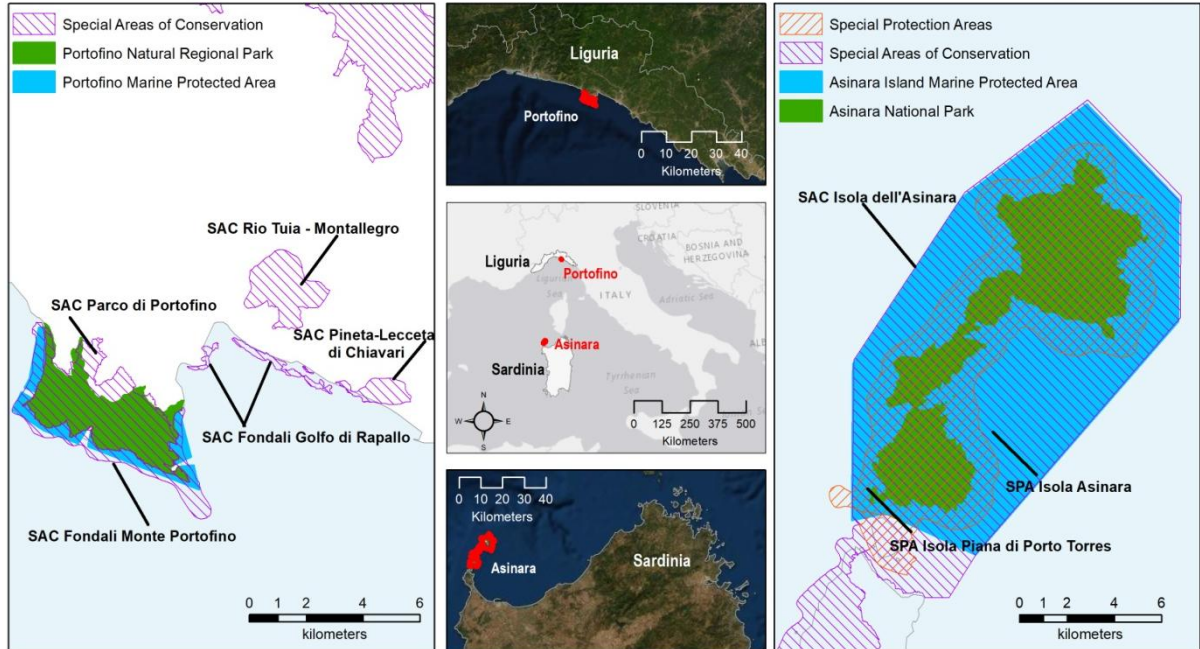 Special Areas of Conservation
Portofino Natural Regional Park
Portofino Marine Protected Area
SAC Rio Tuia - Montallegro
SAC Parco di Portofino
SAC Pineta-Lecceta
di Chiavari
SAC Fondali Golfo di Rapallo
SAC Fondali Monte Portofino
0 2 4 6
kilometers
Liguria
Portofino
0 10 20 30 40
Kilometers
SLOVENIA
CROATIA
BOSNIA AND
HERZEGOVINA
Liguria
Portofino
Ligurian
Sea
ITALY
Adriatic Sea
Asinara
Sardinia
Tyrrhenian
Sea
N
W E
S
0 125 250 375 500
Kilometers
0 10 20 30 40
Kilometers
Asinara
Sardinia
Special Protection Areas
Special Areas of Conservation
Asinara Island Marine Protected Area
Asinara National Park
SAC Isola dell'Asinara
SPA Isola Asinara
SPA Isola Piana di Porto Torres
0 2 4 6
kilometers